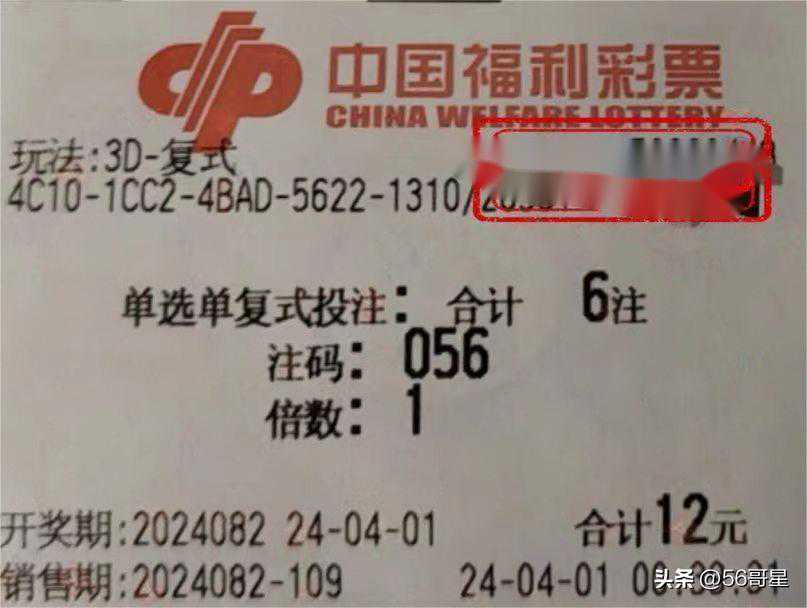 中国福利彩票
CHINA WELFARE LOTTERY
玩法:3D-复式
4C10-1CC2-4BAD-5622-1310/
单选单复式投注: 合计 6注
注码: 056
倍数: 1
开奖期:2024082 24-04-01 合计12元
销售期:2024082-109 24-04-01
头条 @56哥星